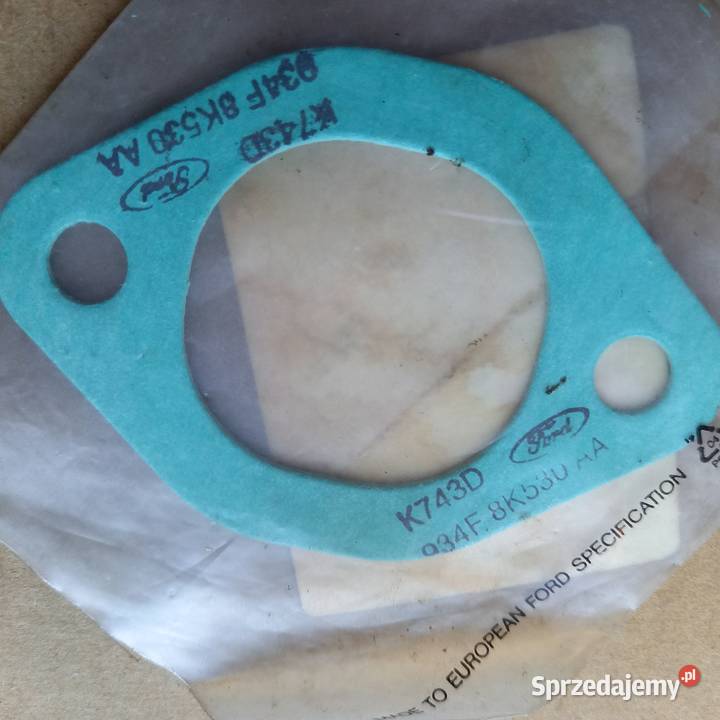 934F 8K530 AA
K743D
Ford
Ford
K743D
934F 8K530 AA
TO EUROPEAN FORD SPECIFICATION
Sprzedajemy.pl